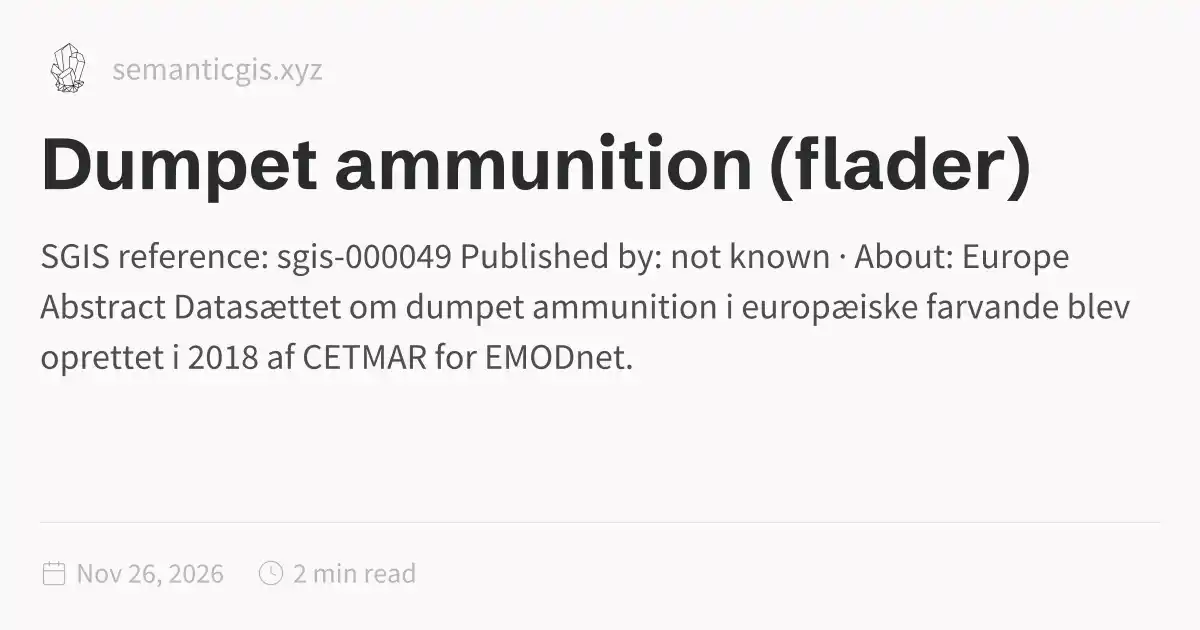 semanticgis.xyz
Dumpet ammunition (flader)
SGIS reference: sgis-000049 Published by: not known · About: Europe
Abstract Datasættet om dumpet ammunition i europæiske farvande blev
oprettet i 2018 af CETMAR for EMODnet.
Nov 26, 2026 2 min read